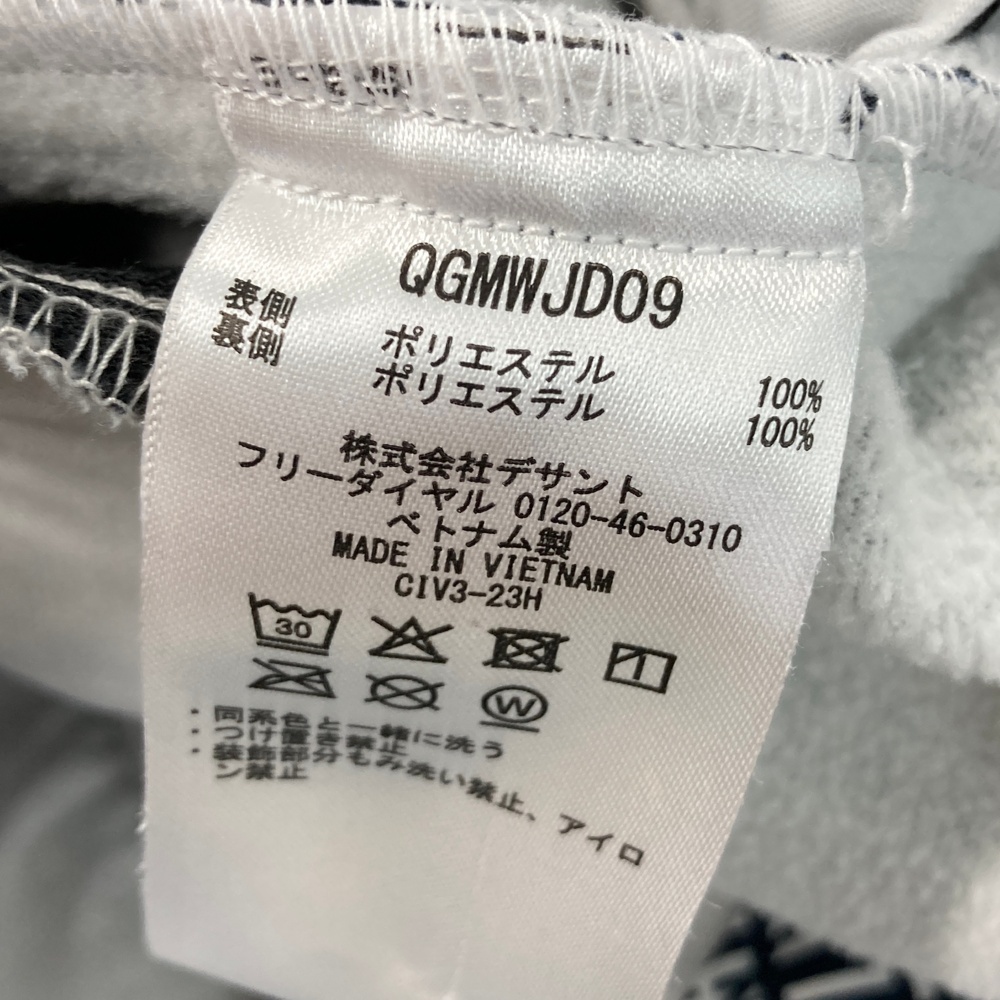 QGMWJD09
表側 ポリエステル 100%
裏側 ポリエステル 100%
株式会社デサント
フリーダイヤル 0120-46-0310
ベトナム製
MADE IN VIETNAM
CIV3-23H
30
W
・同系色と一緒に洗う
・つけ置き禁止
・装飾部分もみ洗い禁止、アイロ
ン禁止